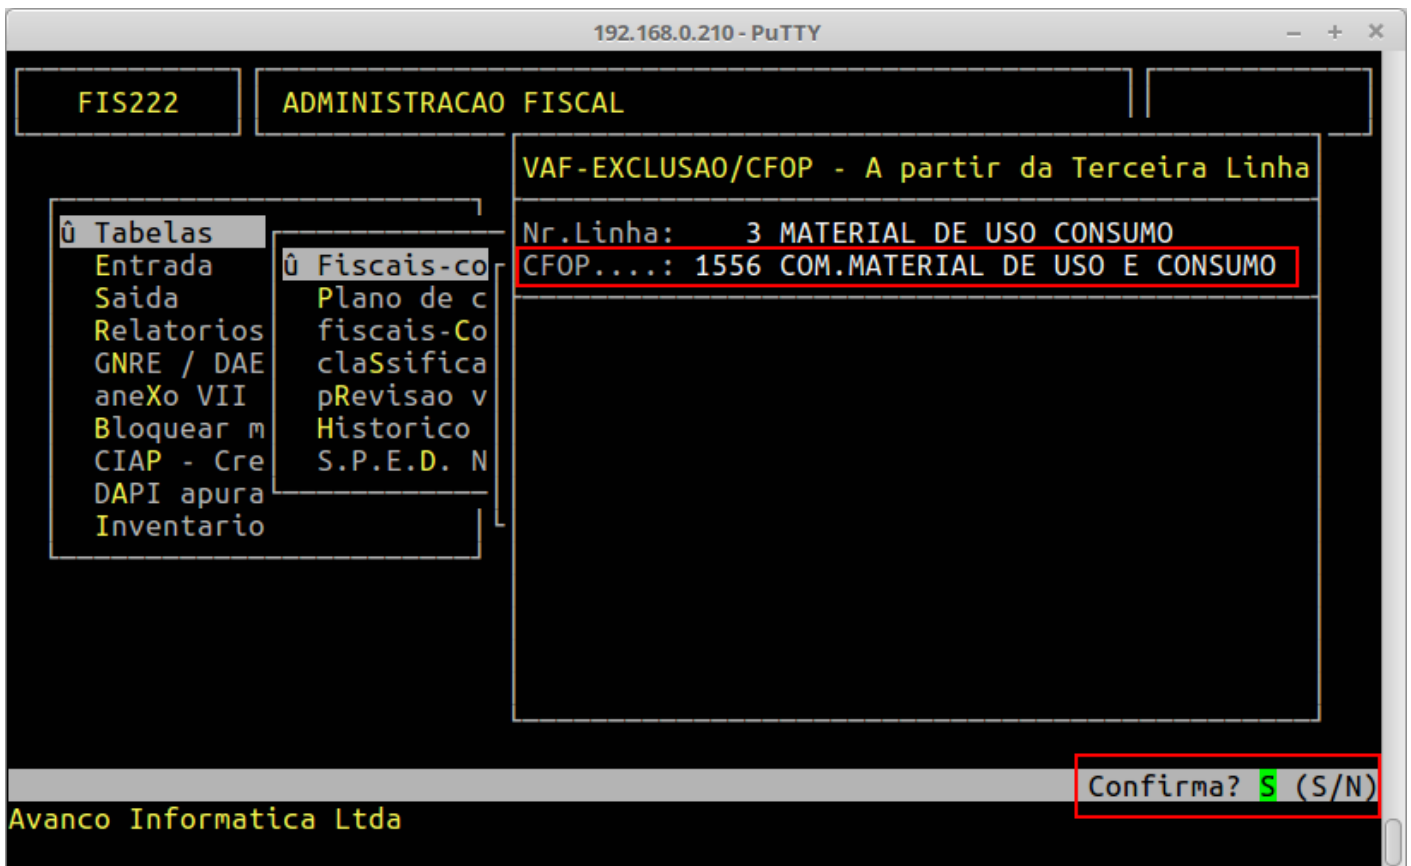 192.168.0.210 - PuTTY
FIS222
ADMINISTRACAO FISCAL
VAF-EXCLUSAO/CFOP - A partir da Terceira Linha
Nr.Linha: 3 MATERIAL DE USO CONSUMO
CFOP....: 1556 COM.MATERIAL DE USO E CONSUMO
û Tabelas
Entrada
Saida
Relatorios
GNRE / DAE
aneXo VII
Bloquear m
CIAP - Cre
DAPI apura
Inventario
û Fiscais-co
Plano de c
fiscais-Co
claSsifica
pRevisao v
Historico
S.P.E.D. N
Confirma? S (S/N)
Avanco Informatica Ltda